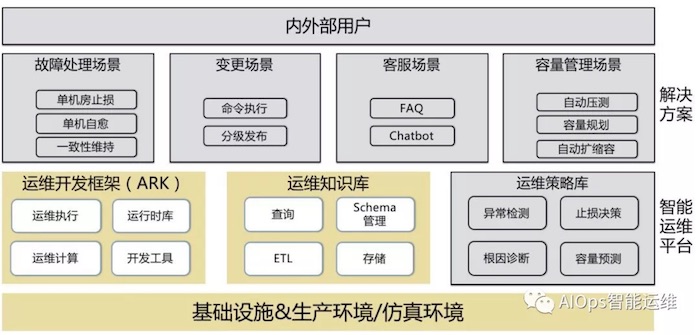 内外部用户
故障处理场景
单机房止损
单机自愈
一致性维持
变更场景
命令执行
分级发布
客服场景
FAQ
Chatbot
容量管理场景
自动压测
容量规划
自动扩缩容
解决
方案
运维开发框架（ARK）
运维执行
运行时库
运维计算
开发工具
运维知识库
查询
Schema
管理
ETL
存储
运维策略库
异常检测
止损决策
根因诊断
容量预测
智能
运维
平台
基础设施&生产环境/仿真环境
AIOps智能运维